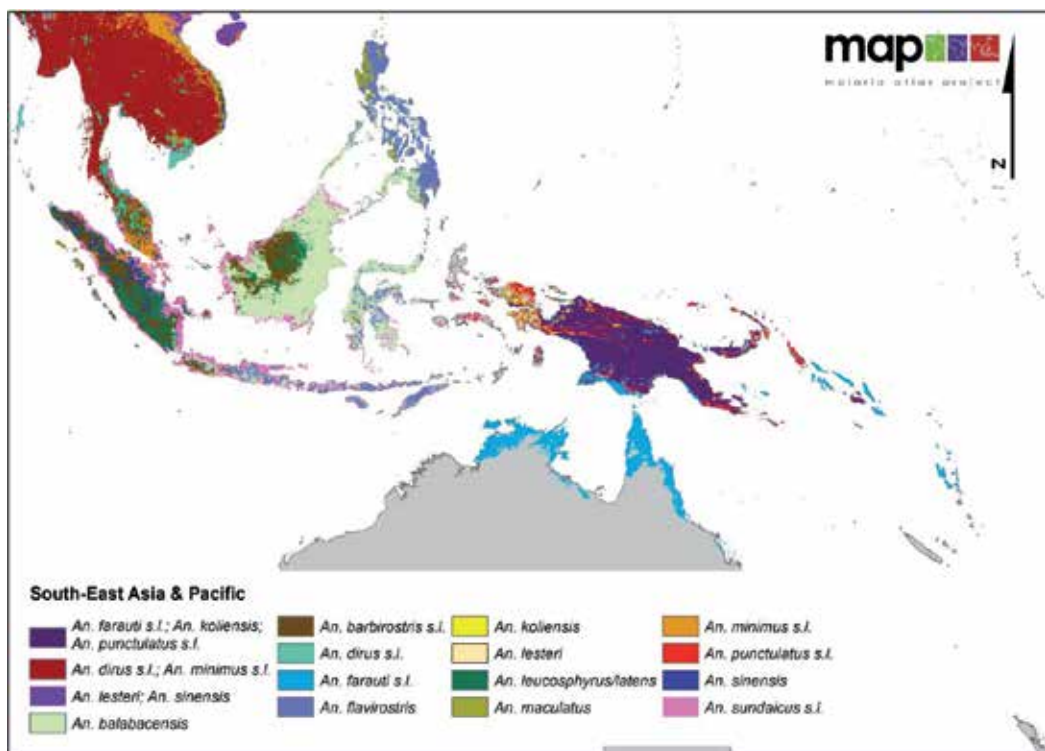 map
malaria atlas project
N
South-East Asia & Pacific
An. farauti s.l.; An. koliensis;
An. punctulatus s.l.
An. dirus s.l.; An. minimus s.l.
An. lesteri; An. sinensis
An. balabacensis
An. barbirostris s.l.
An. dirus s.l.
An. farauti s.l.
An. flavirostris
An. koliensis
An. lesteri
An. leucosphyrus/latens
An. maculatus
An. minimus s.l.
An. punctulatus s.l.
An. sinensis
An. sundaicus s.l.